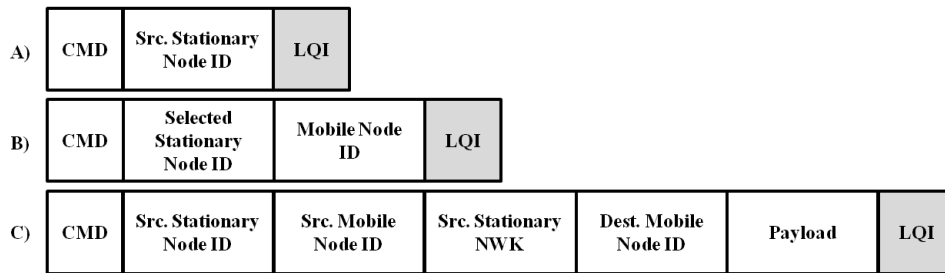 A) CMD Src. Stationary Node ID LQI
B) CMD Selected Stationary Node ID Mobile Node ID LQI
C) CMD Src. Stationary Node ID Src. Mobile Node ID Src. Stationary NWK Dest. Mobile Node ID Payload LQI